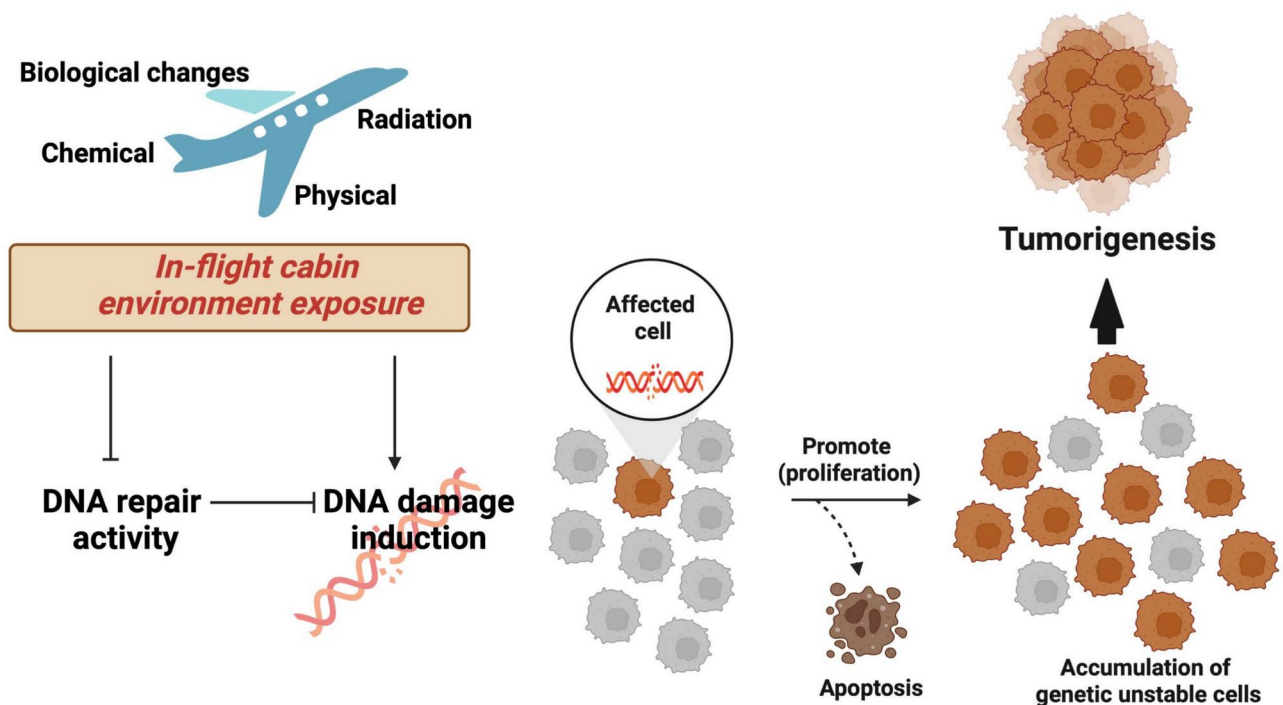 Biological changes
Radiation
Chemical
Physical
In-flight cabin
environment exposure
DNA repair
activity
DNA damage
induction
Affected
cell
Promote
(proliferation)
Apoptosis
Tumorigenesis
Accumulation of
genetic unstable cells